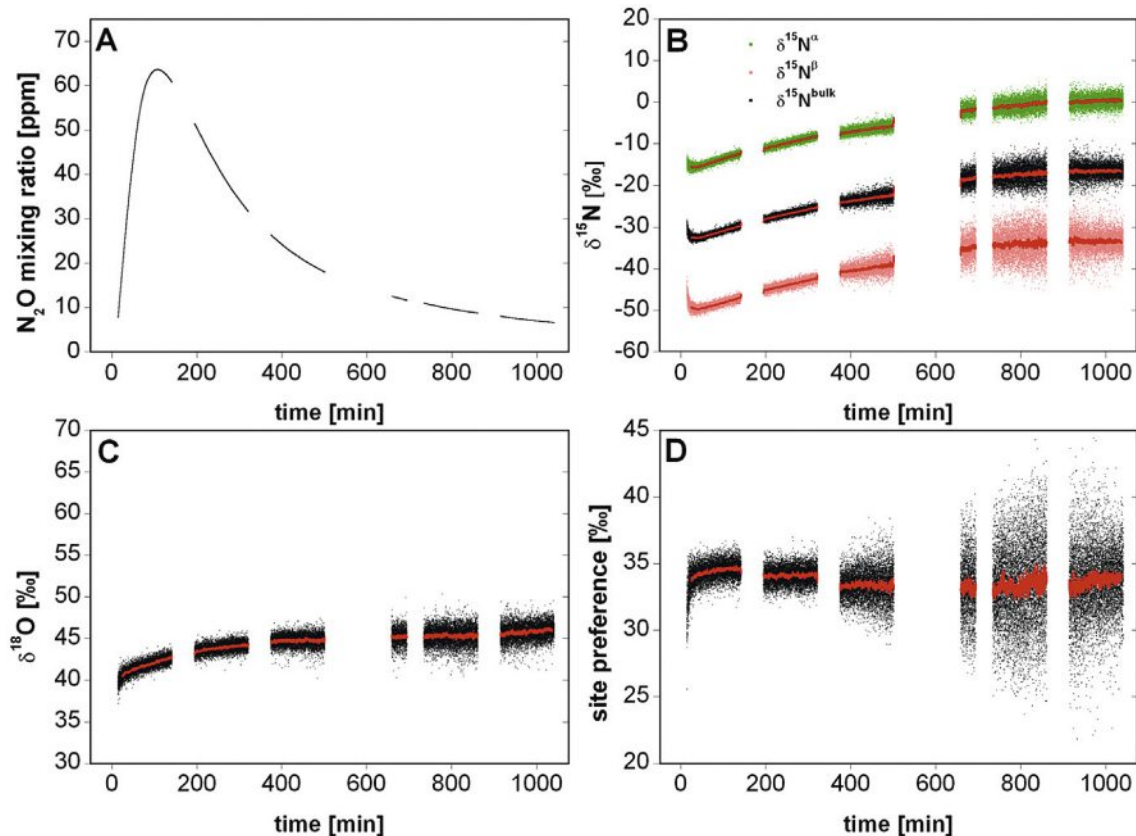 A
N₂O mixing ratio [ppm]
70
60
50
40
30
20
10
0
0 200 400 600 800 1000
time [min]
B
δ¹⁵Nᵅ
δ¹⁵Nᵝ
δ¹⁵Nᵇᵘˡᵏ
δ¹⁵N [‰]
20
10
0
-10
-20
-30
-40
-50
-60
0 200 400 600 800 1000
time [min]
C
δ¹⁸O [‰]
70
65
60
55
50
45
40
35
30
0 200 400 600 800 1000
time [min]
D
site preference [‰]
45
40
35
30
25
20
0 200 400 600 800 1000
time [min]